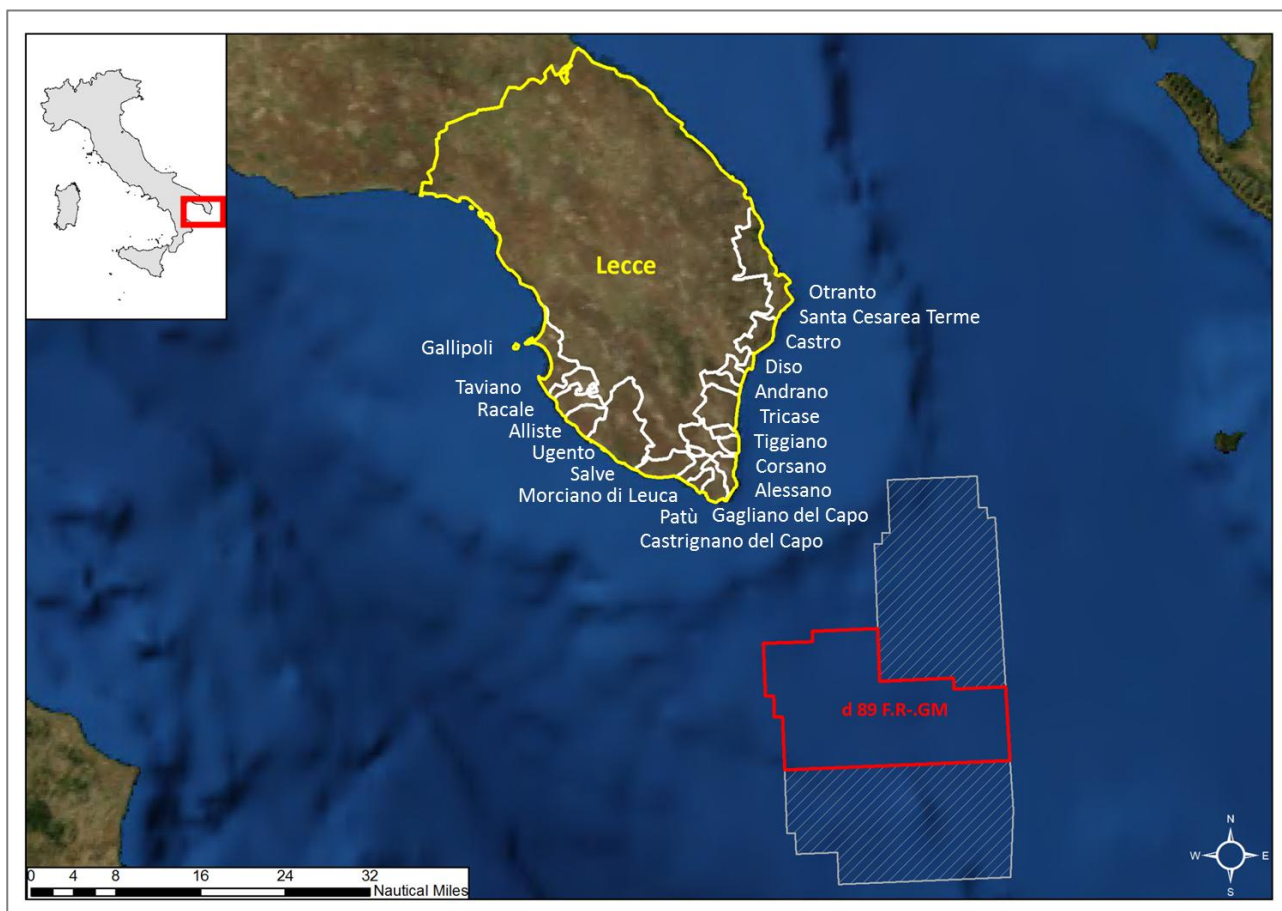 Lecce
Otranto
Santa Cesarea Terme
Castro
Diso
Andrano
Tricase
Tiggiano
Corsano
Alessano
Gagliano del Capo
Gallipoli
Taviano
Racale
Alliste
Ugento
Salve
Morciano di Leuca
Patù
Castrignano del Capo
d 89 F.R-.GM
N
W E
S
0 4 8 16 24 32
Nautical Miles